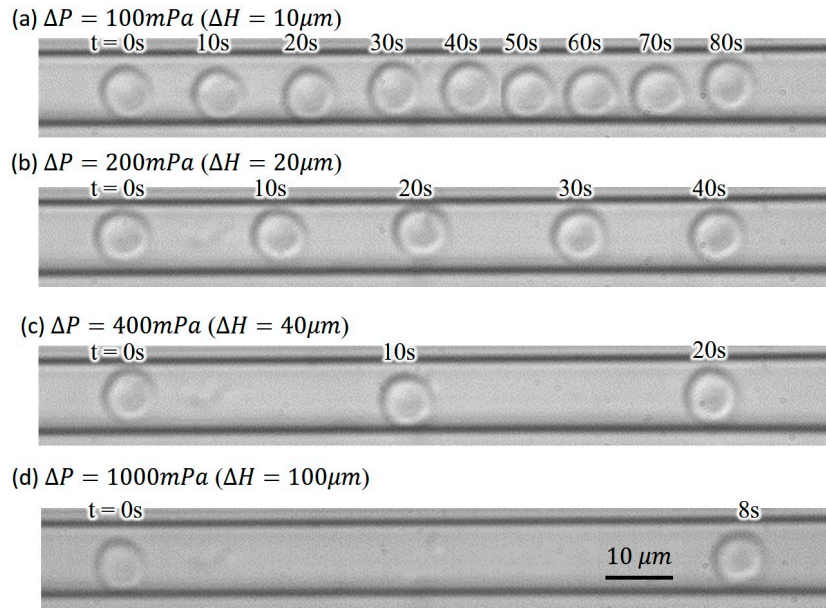 (a) ΔP = 100mPa (ΔH = 10μm)
t = 0s 10s 20s 30s 40s 50s 60s 70s 80s
(b) ΔP = 200mPa (ΔH = 20μm)
t = 0s 10s 20s 30s 40s
(c) ΔP = 400mPa (ΔH = 40μm)
t = 0s 10s 20s
(d) ΔP = 1000mPa (ΔH = 100μm)
t = 0s 8s
10 μm